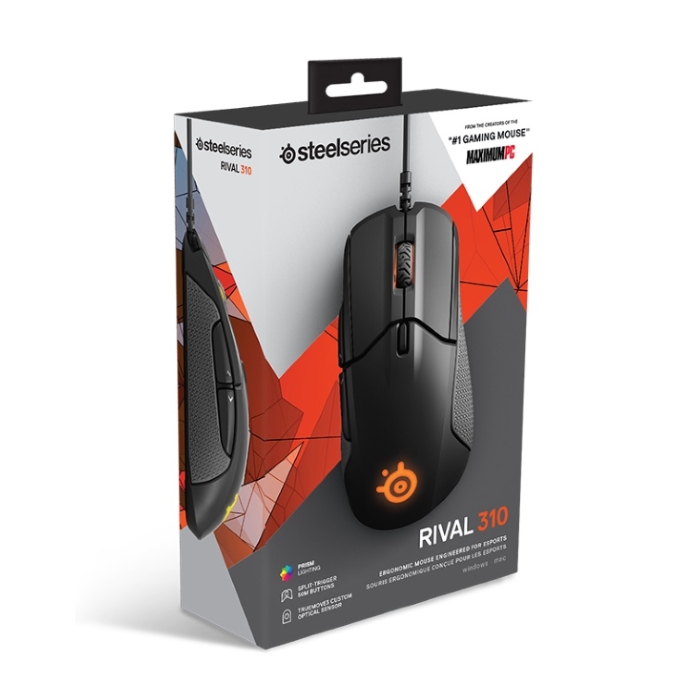 steelseries
RIVAL 310
steelseries
FROM THE CREATORS OF THE
"#1 GAMING MOUSE"
MAXIMUMPC
RIVAL 310
ERGONOMIC MOUSE ENGINEERED FOR ESPORTS
SOURIS ERGONOMIQUE CONÇUE POUR LES ESPORTS
windows mac
PRISM
LIGHTING
SPLIT-TRIGGER
50M BUTTONS
TRUEMOVE3 CUSTOM
OPTICAL SENSOR